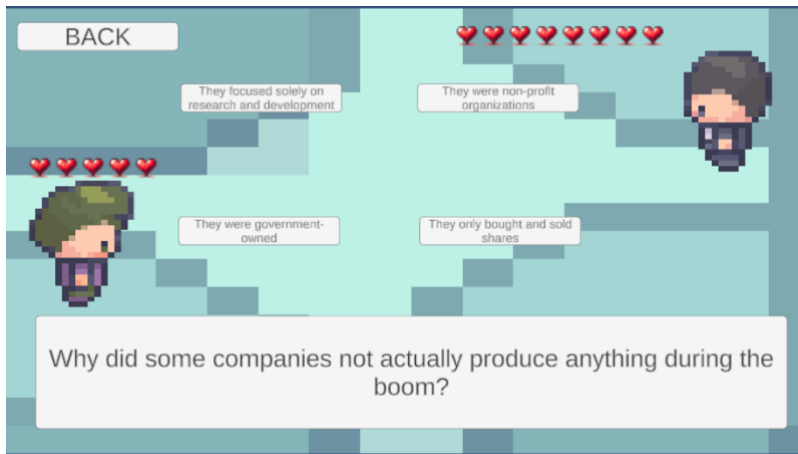 BACK
They focused solely on
research and development
They were non-profit
organizations
They were government-
owned
They only bought and sold
shares
Why did some companies not actually produce anything during the
boom?